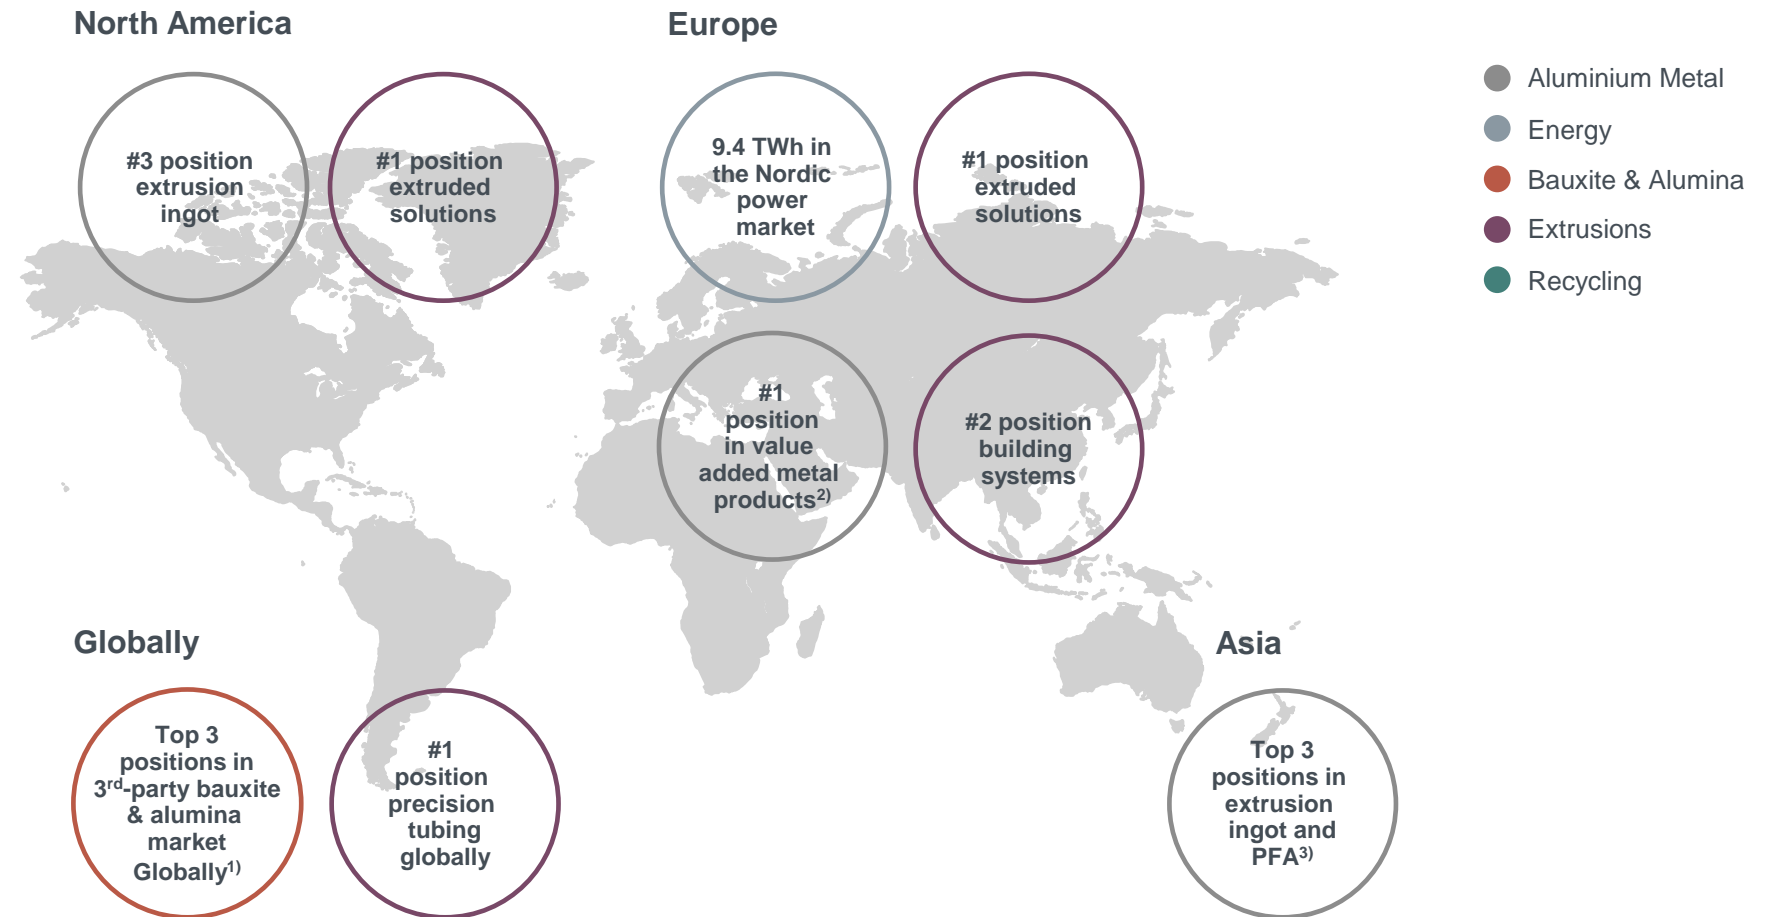 North America
Europe
Aluminium Metal
Energy
Bauxite & Alumina
Extrusions
Recycling
#3 position
extrusion
ingot
#1 position
extruded
solutions
9.4 TWh in
the Nordic
power
market
#1 position
extruded
solutions
#1
position
in value
added metal
products2)
#2 position
building
systems
Globally
Asia
Top 3
positions in
3rd-party bauxite
& alumina
market
Globally1)
#1
position
precision
tubing
globally
Top 3
positions in
extrusion
ingot and
PFA3)